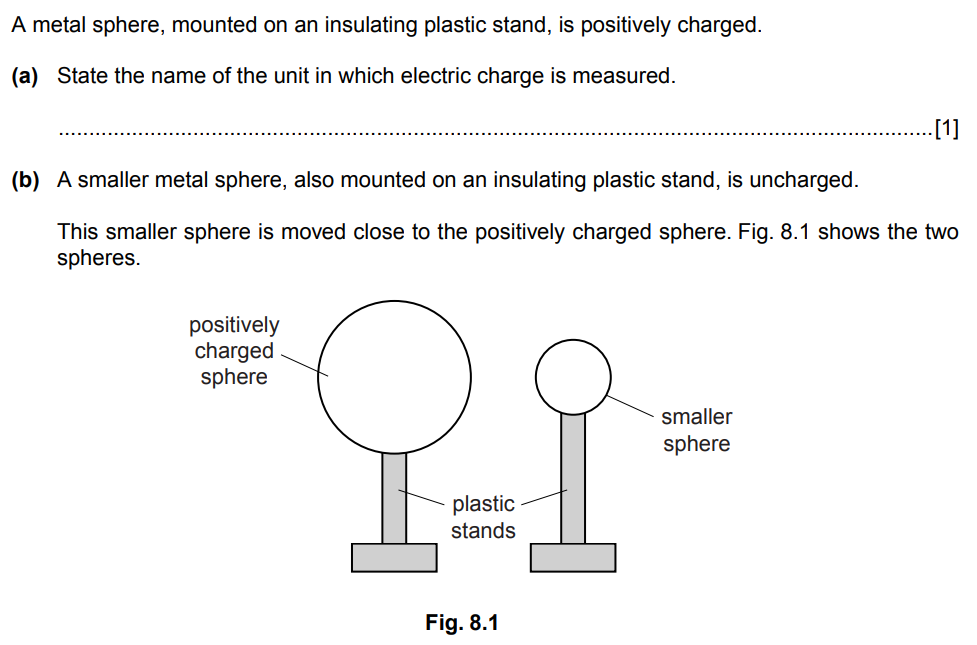 A metal sphere, mounted on an insulating plastic stand, is positively charged.
(a) State the name of the unit in which electric charge is measured.
..........................................................................................................................................[1]
(b) A smaller metal sphere, also mounted on an insulating plastic stand, is uncharged.
This smaller sphere is moved close to the positively charged sphere. Fig. 8.1 shows the two
spheres.
positively
charged
sphere
smaller
sphere
plastic
stands
Fig. 8.1